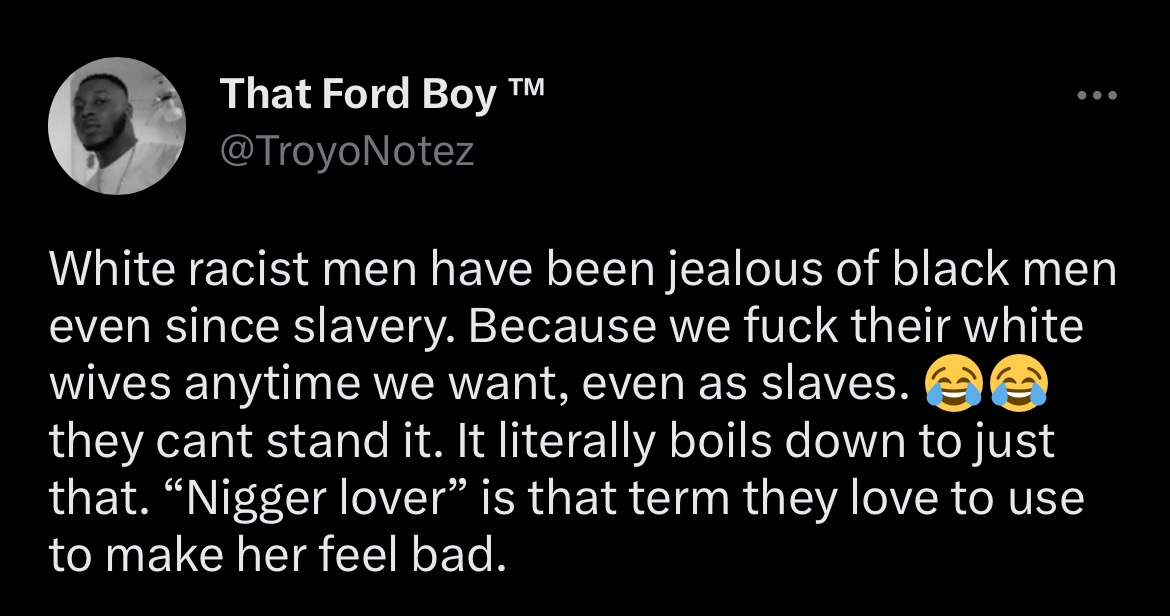 That Ford Boy ™
@TroyoNotez
White racist men have been jealous of black men
even since slavery. Because we fuck their white
wives anytime we want, even as slaves. 😂😂
they cant stand it. It literally boils down to just
that. “Nigger lover” is that term they love to use
to make her feel bad.